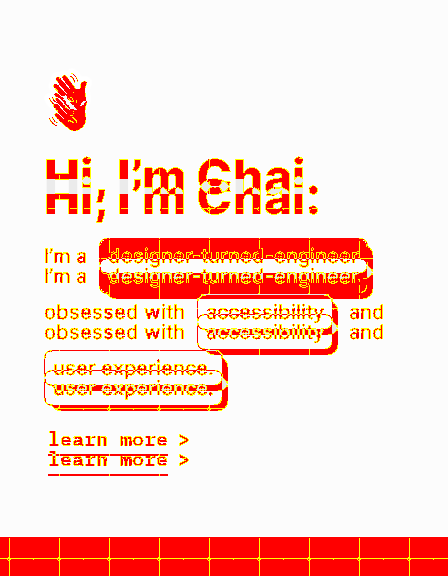 Hi, I'm Chai.
Hi, I'm Chai.
I'm a designer-turned-engineer,
I'm a designer-turned-engineer,
obsessed with accessibility and
obsessed with accessibility and
user experience.
user experience.
learn more >
learn more >